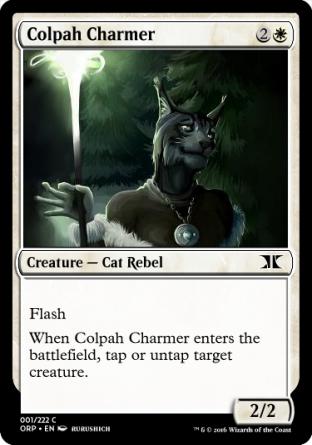 Colpah Charmer 2
Creature — Cat Rebel
Flash
When Colpah Charmer enters the
battlefield, tap or untap target
creature.
2/2
001/222 C
ORP • EN RURUSHICH
™ & © 2016 Wizards of the Coast